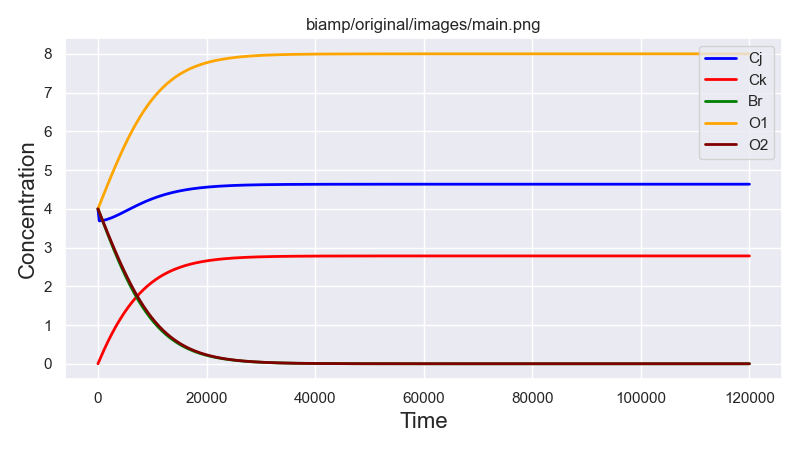 biamp/original/images/main.png
8
7
6
5
4
3
2
1
0
Concentration
Cj
Ck
Br
O1
O2
0 20000 40000 60000 80000 100000 120000
Time